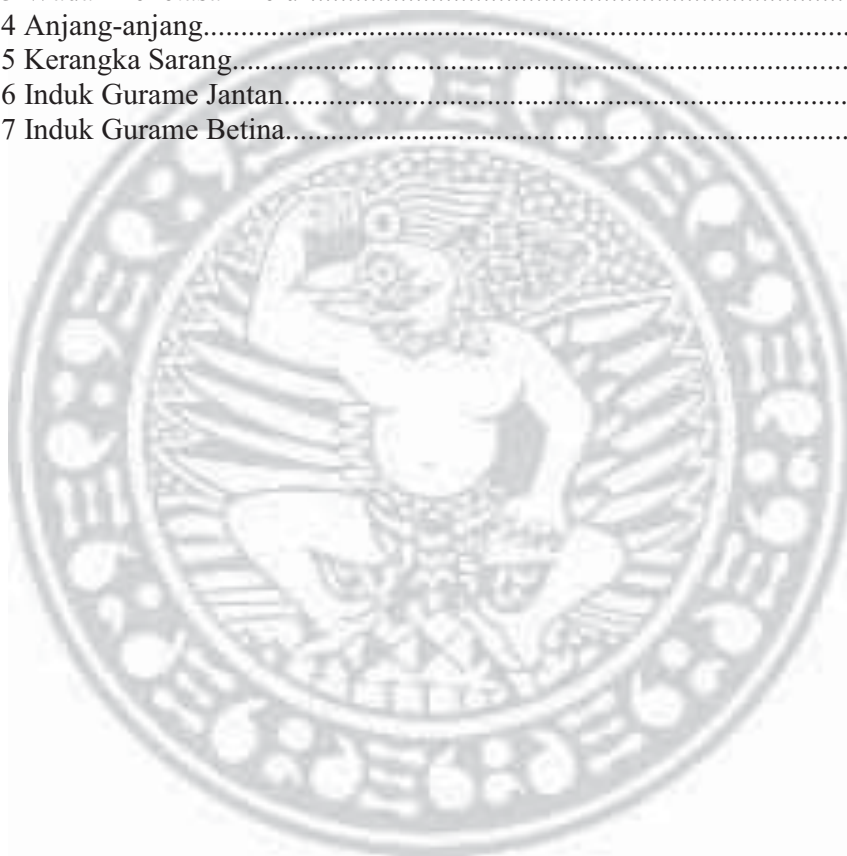 4 Anjang-anjang........................................................................................
5 Kerangka Sarang....................................................................................
6 Induk Gurame Jantan.............................................................................
7 Induk Gurame Betina.............................................................................